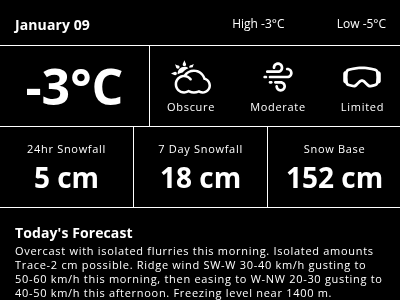 January 09 High -3°C Low -5°C
-3°C
Obscure Moderate Limited
24hr Snowfall 7 Day Snowfall Snow Base
5 cm 18 cm 152 cm
Today's Forecast
Overcast with isolated flurries this morning. Isolated amounts
Trace-2 cm possible. Ridge wind SW-W 30-40 km/h gusting to
50-60 km/h this morning, then easing to W-NW 20-30 gusting to
40-50 km/h this afternoon. Freezing level near 1400 m.